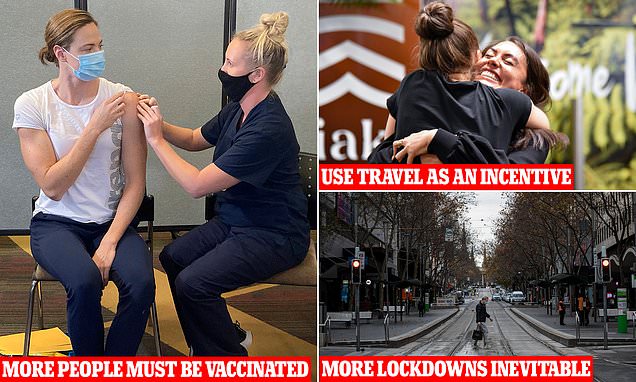 MORE PEOPLE MUST BE VACCINATED
USE TRAVEL AS AN INCENTIVE
MORE LOCKDOWNS INEVITABLE